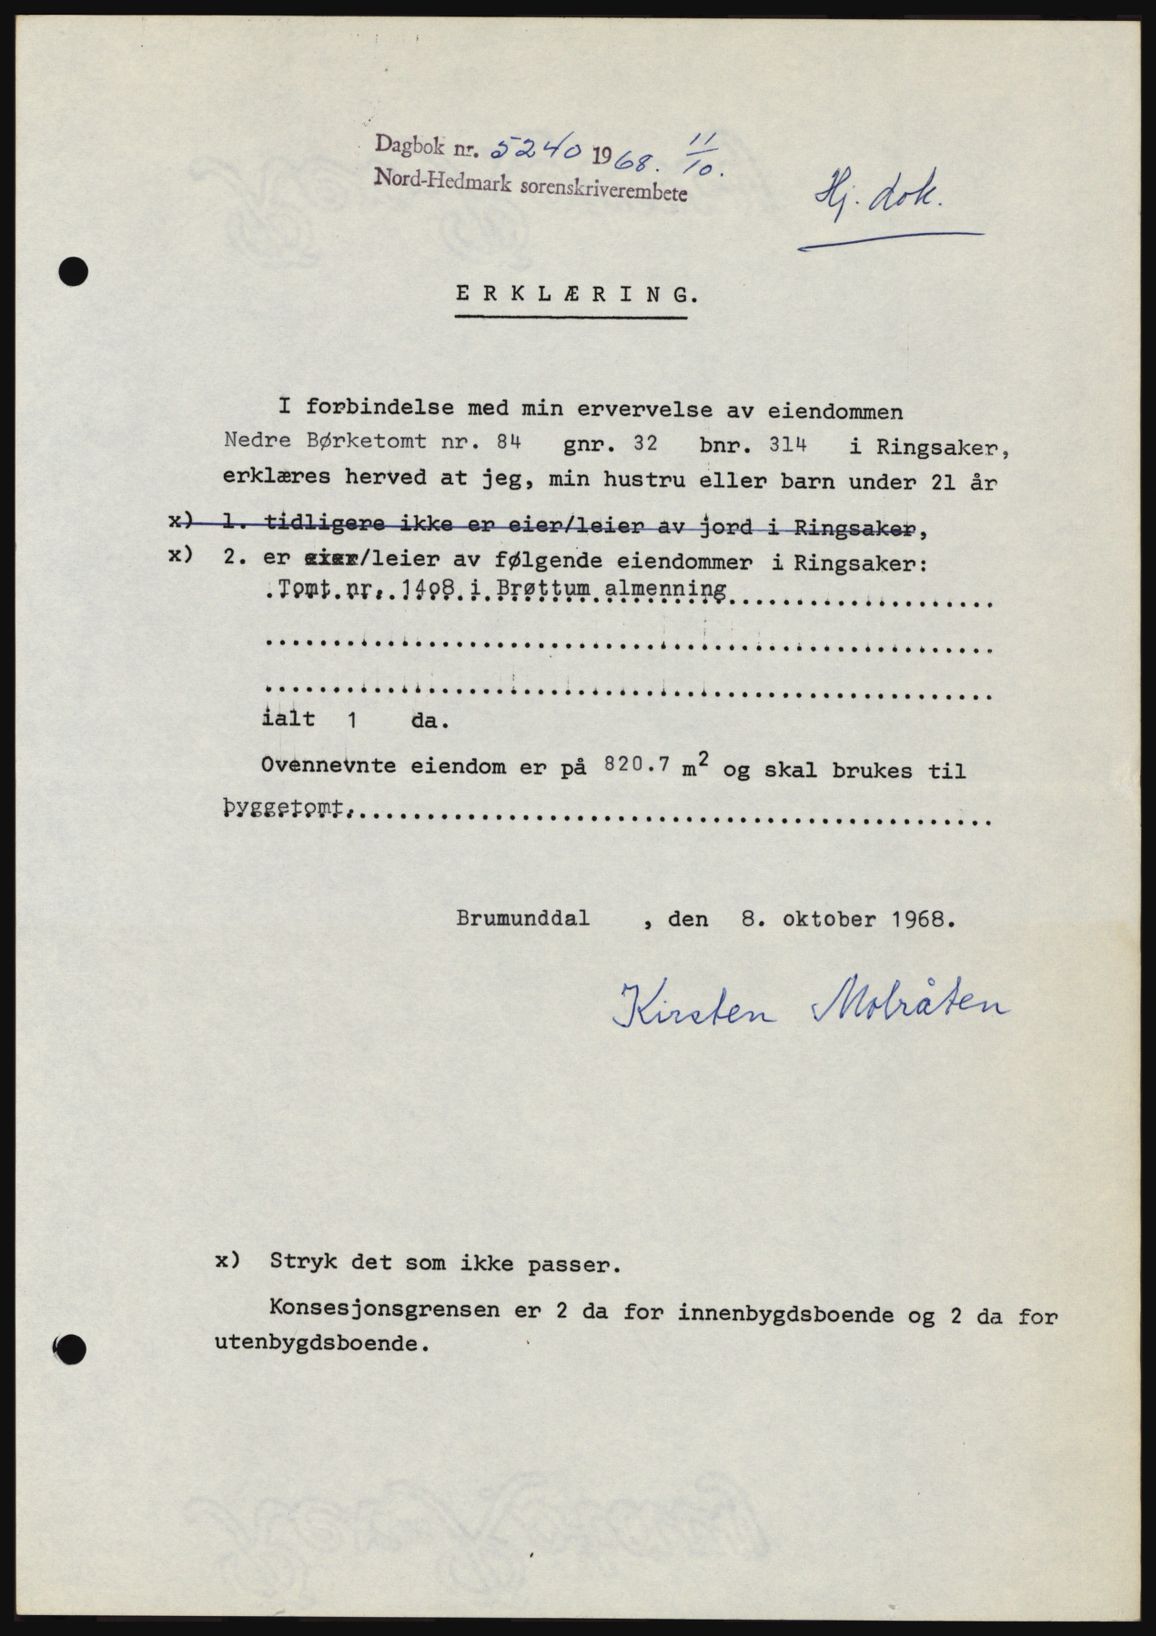 Dagbok nr. 5240 1968. 11/10.
Nord-Hedmark sorenskriverembete
Hj. dok.
E R K L Æ R I N G.
I forbindelse med min ervervelse av eiendommen
Nedre Børketomt nr. 84 gnr. 32 bnr. 314 i Ringsaker,
erklæres herved at jeg, min hustru eller barn under 21 år
x) 1. tidligere ikke er eier/leier av jord i Ringsaker,
x) 2. er eier/leier av følgende eiendommer i Ringsaker:
Tomt nr. 1408 i Brøttum almenning
ialt 1 da.
Ovennevnte eiendom er på 820.7 m² og skal brukes til
byggetomt.
Brumunddal , den 8. oktober 1968.
Kirsten Molråten
x) Stryk det som ikke passer.
Konsesjonsgrensen er 2 da for innenbygdsboende og 2 da for
utenbygdsboende.